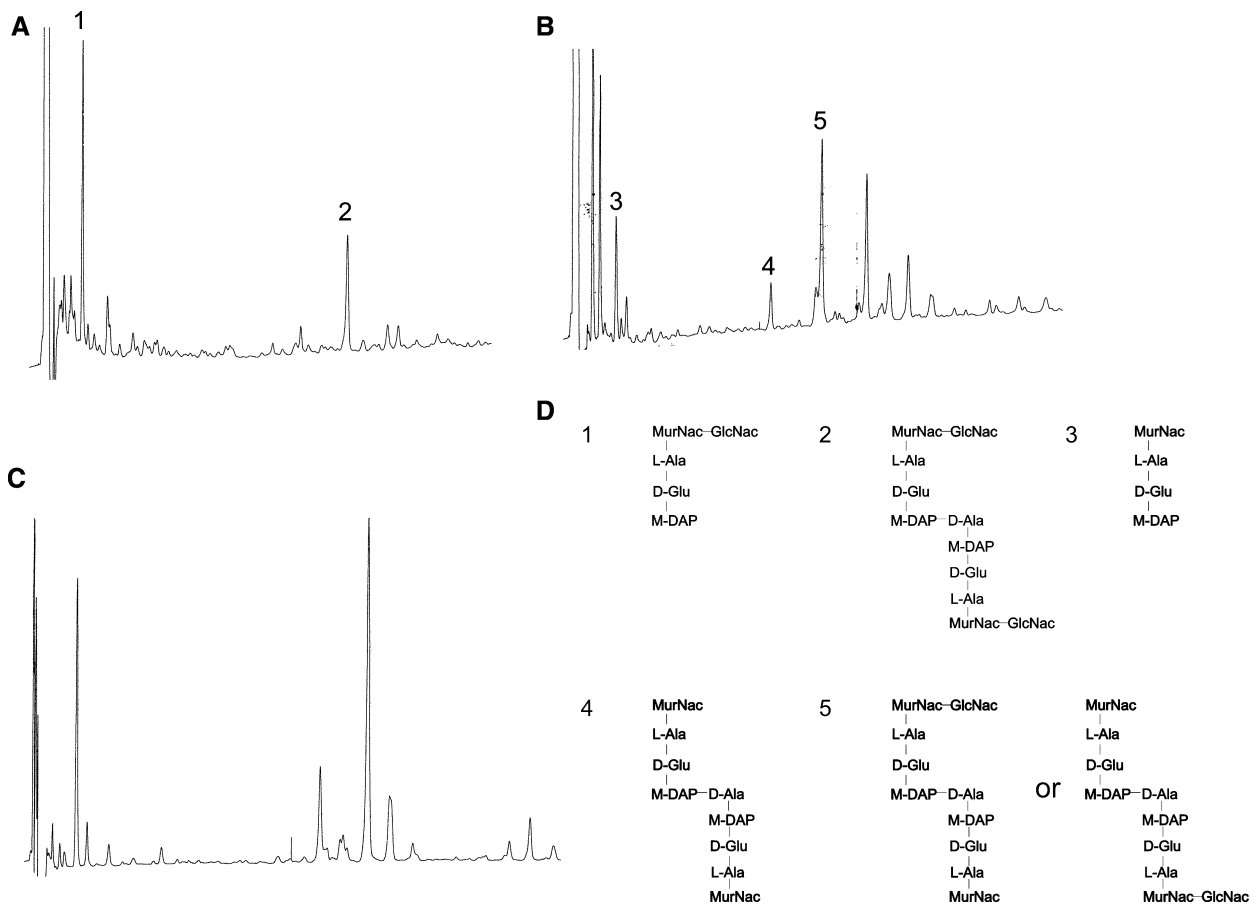 A
1
2
B
3
4
5
C
D
1
MurNac-GlcNac
L-Ala
D-Glu
M-DAP
2
MurNac-GlcNac
L-Ala
D-Glu
M-DAP-D-Ala
M-DAP
D-Glu
L-Ala
MurNac-GlcNac
3
MurNac
L-Ala
D-Glu
M-DAP
4
MurNac
L-Ala
D-Glu
M-DAP-D-Ala
M-DAP
D-Glu
L-Ala
MurNac
5
MurNac-GlcNac
L-Ala
D-Glu
M-DAP-D-Ala
M-DAP
D-Glu
L-Ala
MurNac
or
MurNac
L-Ala
D-Glu
M-DAP-D-Ala
M-DAP
D-Glu
L-Ala
MurNac-GlcNac